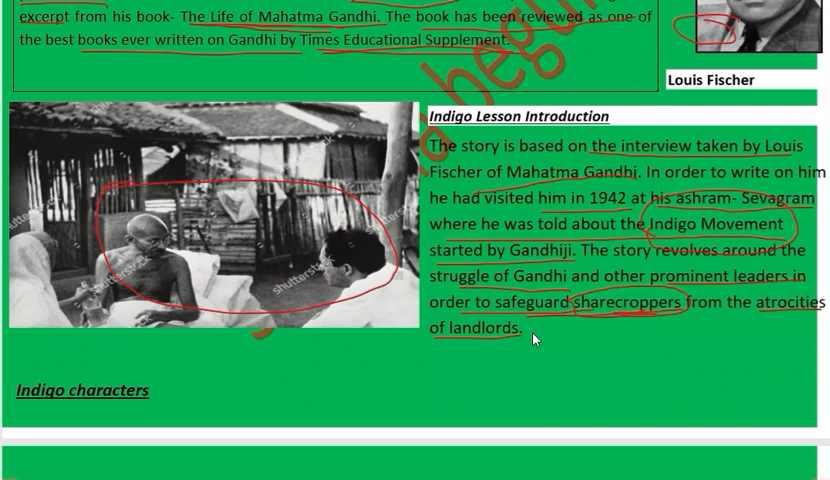 excerpt from his book- The Life of Mahatma Gandhi. The book has been reviewed as one of
the best books ever written on Gandhi by Times Educational Supplement.
Louis Fischer
Indigo Lesson Introduction
The story is based on the interview taken by Louis
Fischer of Mahatma Gandhi. In order to write on him
he had visited him in 1942 at his ashram- Sevagram
where he was told about the Indigo Movement
started by Gandhiji. The story revolves around the
struggle of Gandhi and other prominent leaders in
order to safeguard sharecroppers from the atrocities
of landlords.
shutterstock
shutterstock
Indigo characters